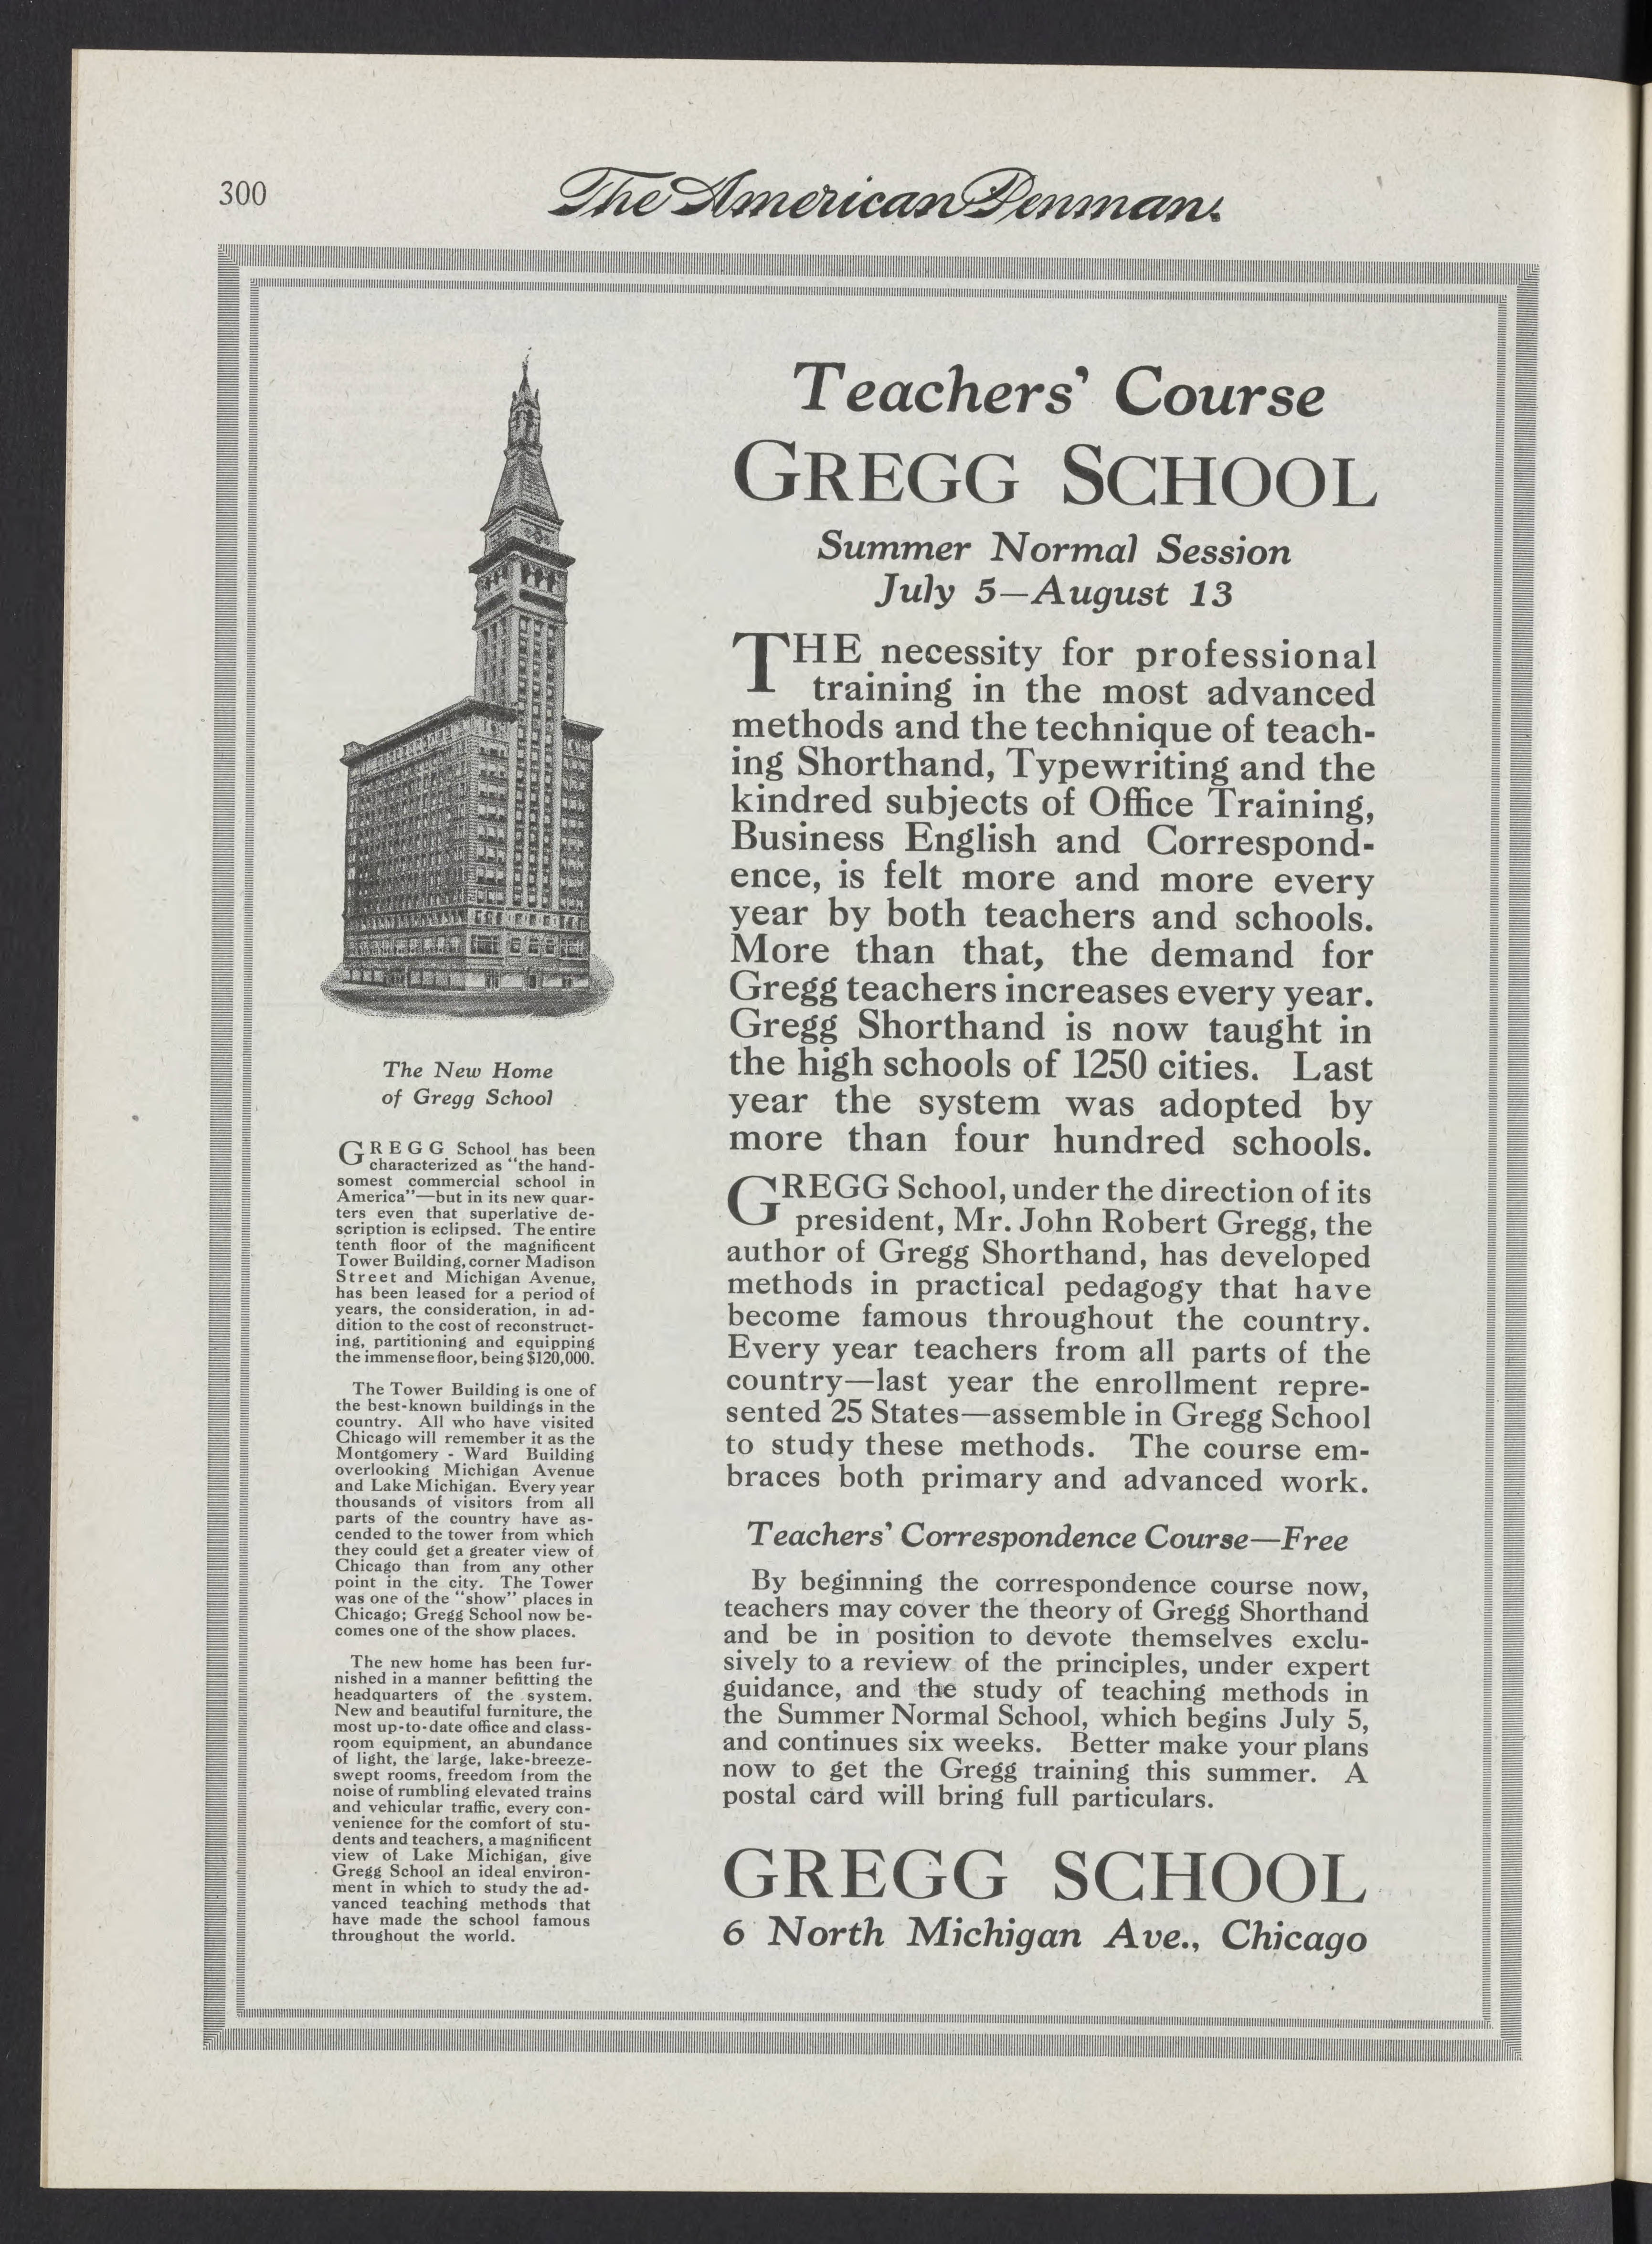 300
The American Penman.
The New Home
of Gregg School
GREGG School has been
characterized as "the hand-
somest commercial school in
America"—but in its new quar-
ters even that superlative de-
scription is eclipsed. The entire
tenth floor of the magnificent
Tower Building, corner Madison
Street and Michigan Avenue,
has been leased for a period of
years, the consideration, in ad-
dition to the cost of reconstruct-
ing, partitioning and equipping
the immense floor, being $120,000.
The Tower Building is one of
the best-known buildings in the
country. All who have visited
Chicago will remember it as the
Montgomery - Ward Building
overlooking Michigan Avenue
and Lake Michigan. Every year
thousands of visitors from all
parts of the country have as-
cended to the tower from which
they could get a greater view of
Chicago than from any other
point in the city. The Tower
was one of the "show" places in
Chicago; Gregg School now be-
comes one of the show places.
The new home has been fur-
nished in a manner befitting the
headquarters of the system.
New and beautiful furniture, the
most up-to-date office and class-
room equipment, an abundance
of light, the large, lake-breeze-
swept rooms, freedom from the
noise of rumbling elevated trains
and vehicular traffic, every con-
venience for the comfort of stu-
dents and teachers, a magnificent
view of Lake Michigan, give
Gregg School an ideal environ-
ment in which to study the ad-
vanced teaching methods that
have made the school famous
throughout the world.
Teachers' Course
GREGG SCHOOL
Summer Normal Session
July 5—August 13
THE necessity for professional
training in the most advanced
methods and the technique of teach-
ing Shorthand, Typewriting and the
kindred subjects of Office Training,
Business English and Correspond-
ence, is felt more and more every
year by both teachers and schools.
More than that, the demand for
Gregg teachers increases every year.
Gregg Shorthand is now taught in
the high schools of 1250 cities. Last
year the system was adopted by
more than four hundred schools.
GREGG School, under the direction of its
president, Mr. John Robert Gregg, the
author of Gregg Shorthand, has developed
methods in practical pedagogy that have
become famous throughout the country.
Every year teachers from all parts of the
country—last year the enrollment repre-
sented 25 States—assemble in Gregg School
to study these methods. The course em-
braces both primary and advanced work.
Teachers' Correspondence Course—Free
By beginning the correspondence course now,
teachers may cover the theory of Gregg Shorthand
and be in position to devote themselves exclu-
sively to a review of the principles, under expert
guidance, and the study of teaching methods in
the Summer Normal School, which begins July 5,
and continues six weeks. Better make your plans
now to get the Gregg training this summer. A
postal card will bring full particulars.
GREGG SCHOOL
6 North Michigan Ave., Chicago